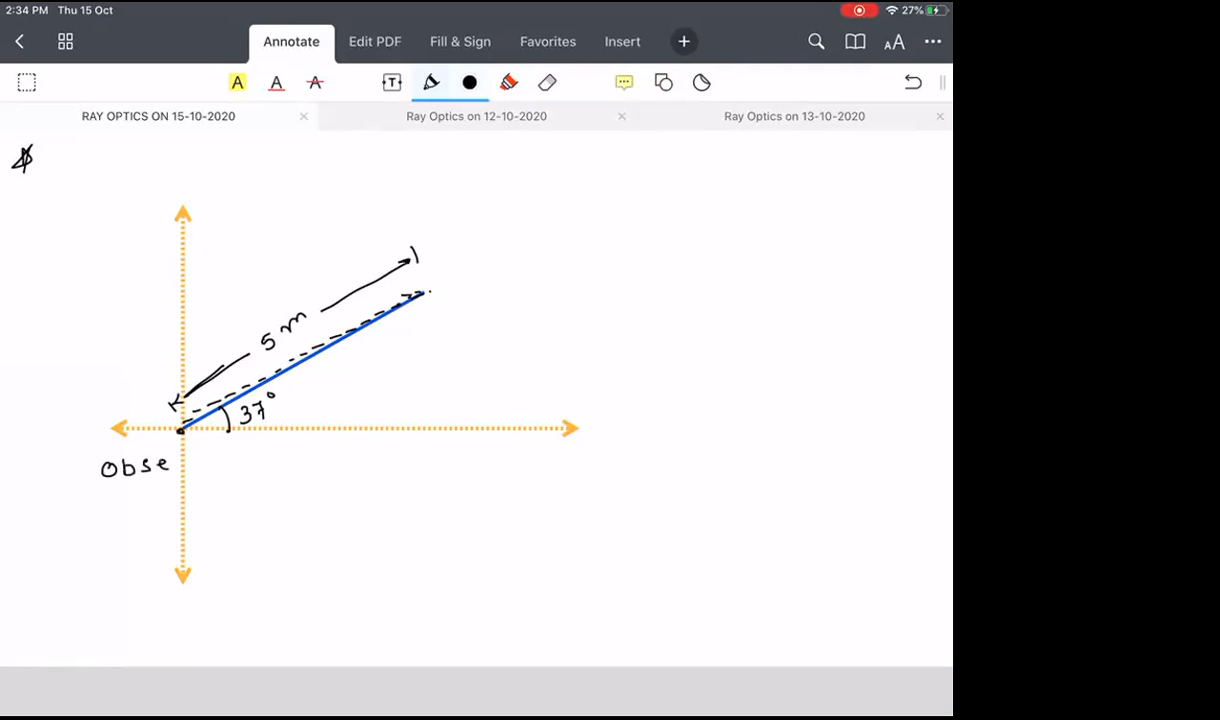 2:34 PM Thu 15 Oct
27%
Annotate Edit PDF Fill & Sign Favorites Insert
AA
A A A T
RAY OPTICS ON 15-10-2020 Ray Optics on 12-10-2020 Ray Optics on 13-10-2020
5 m
37°
Obse